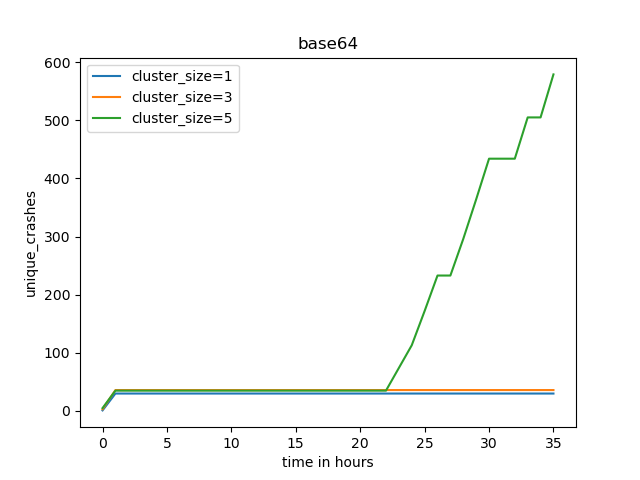 base64
cluster_size=1
cluster_size=3
cluster_size=5
600
500
400
300
200
100
0
unique_crashes
0 5 10 15 20 25 30 35
time in hours